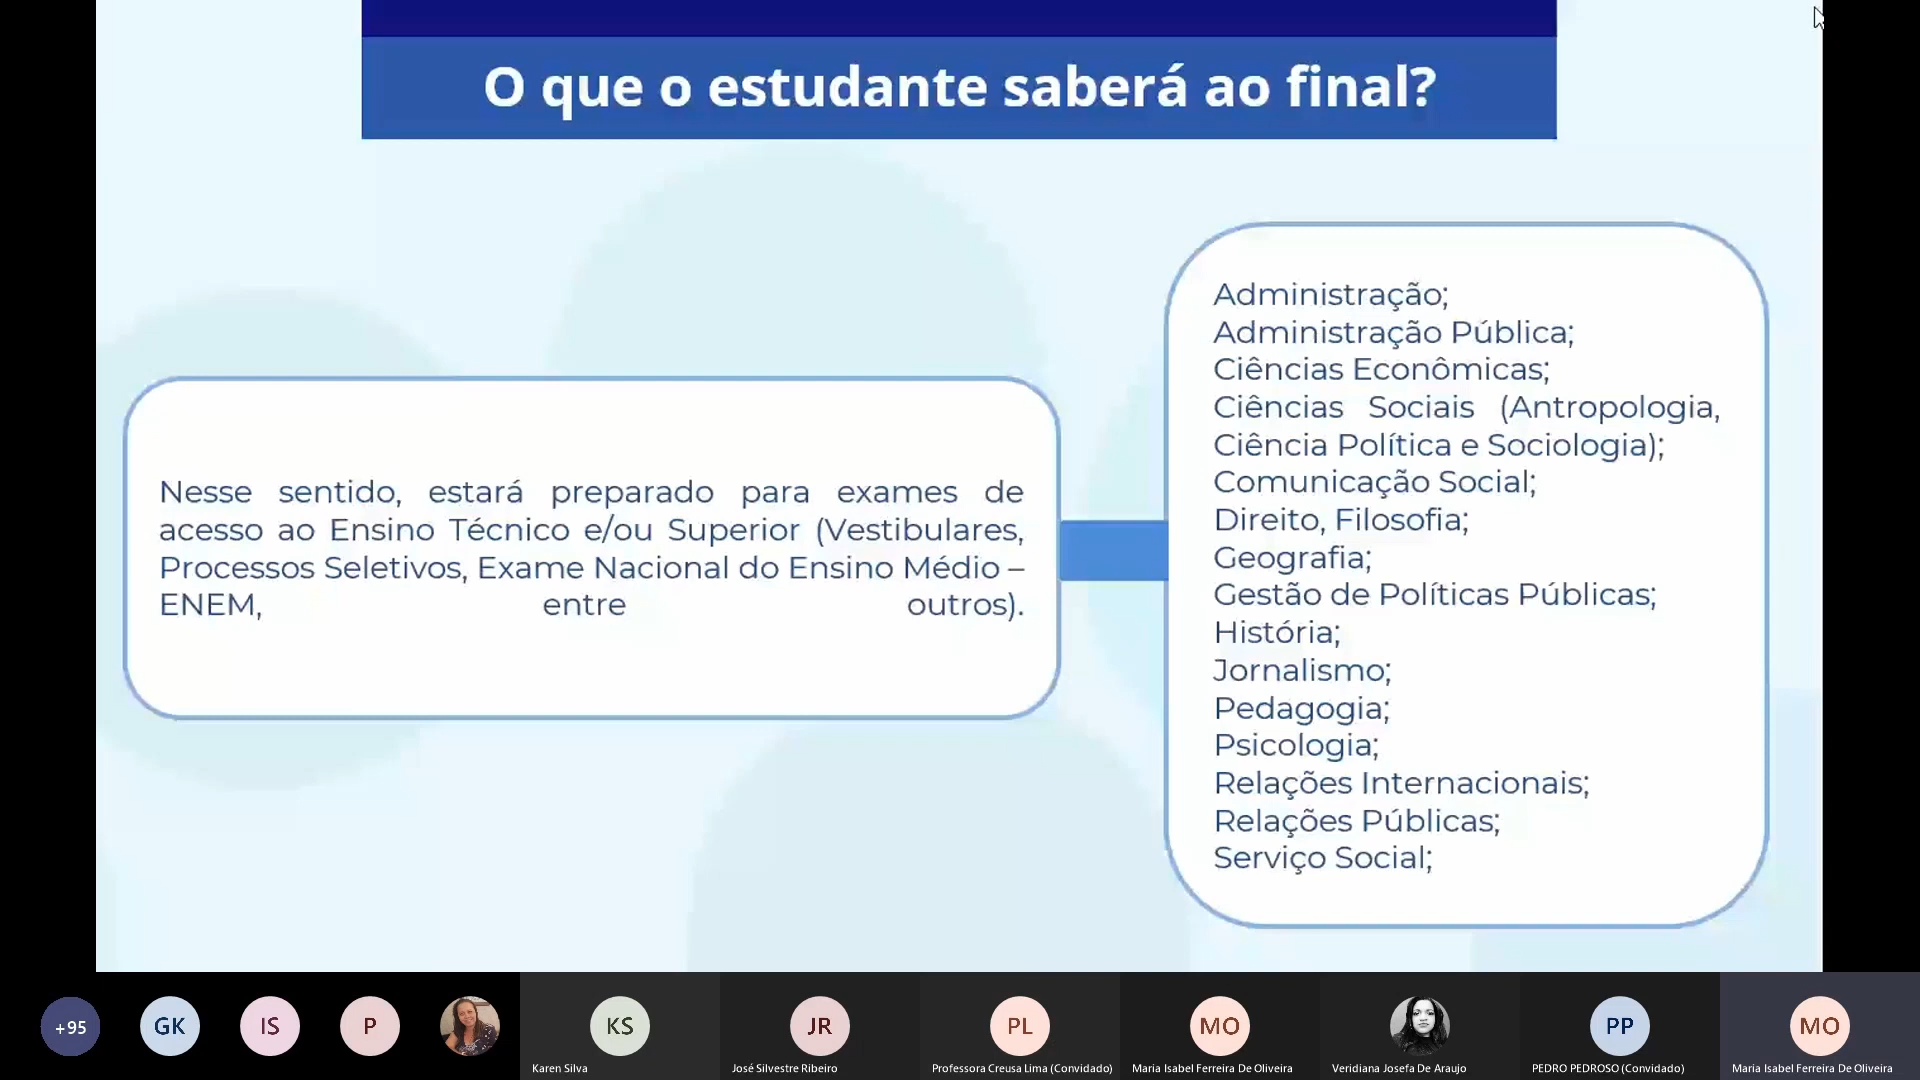 O que o estudante saberá ao final?
Nesse sentido, estará preparado para exames de
acesso ao Ensino Técnico e/ou Superior (Vestibulares,
Processos Seletivos, Exame Nacional do Ensino Médio –
ENEM, entre outros).
Administração;
Administração Pública;
Ciências Econômicas;
Ciências Sociais (Antropologia,
Ciência Política e Sociologia);
Comunicação Social;
Direito, Filosofia;
Geografia;
Gestão de Políticas Públicas;
História;
Jornalismo;
Pedagogia;
Psicologia;
Relações Internacionais;
Relações Públicas;
Serviço Social;
+95
GK
IS
P
KS
Karen Silva
JR
José Silvestre Ribeiro
PL
Professora Creusa Lima (Convidado)
MO
Maria Isabel Ferreira De Oliveira
Veridiana Josefa De Araujo
PP
PEDRO PEDROSO (Convidado)
MO
Maria Isabel Ferreira De Oliveira